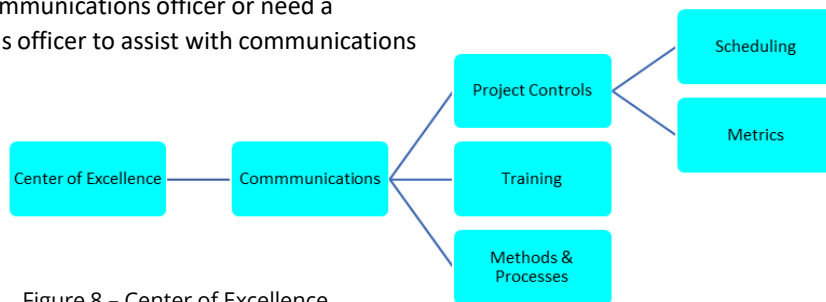 mmunications officer or need a
s officer to assist with communications
Scheduling
Project Controls
Metrics
Center of Excellence
Commmunications
Training
Methods &
Processes
Figure 8 – Center of Excellence